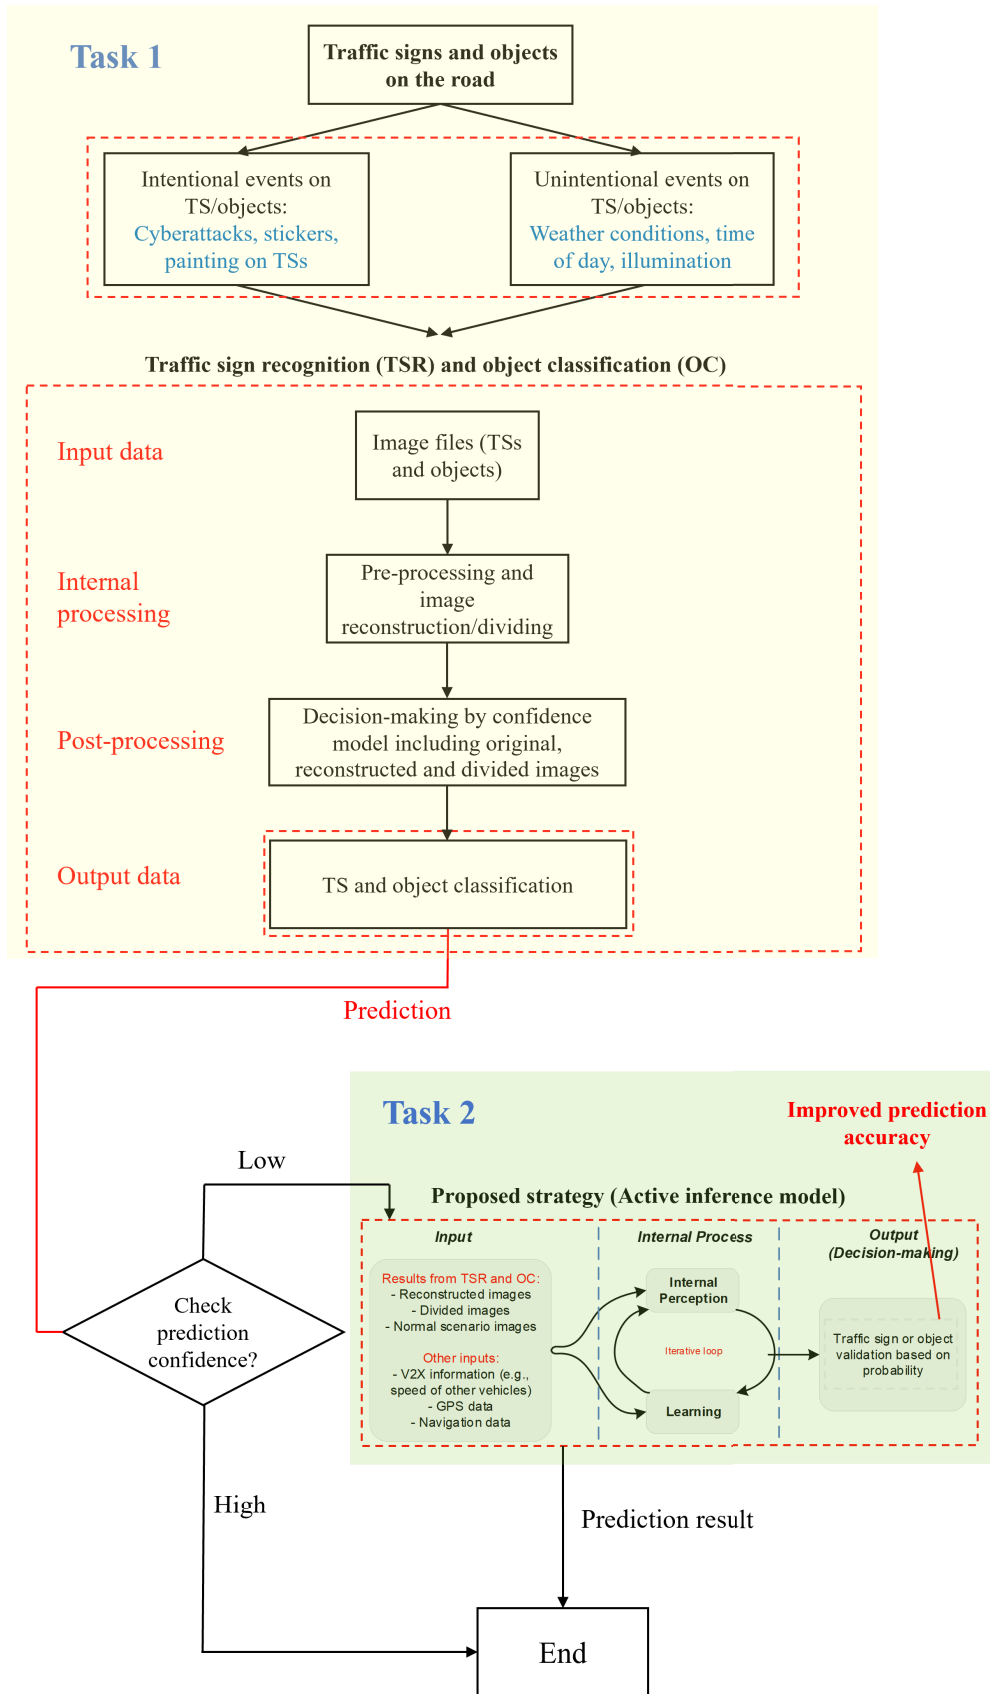 Task 1
Traffic signs and objects
on the road
Intentional events on
TS/objects:
Cyberattacks, stickers,
painting on TSs
Unintentional events on
TS/objects:
Weather conditions, time
of day, illumination
Traffic sign recognition (TSR) and object classification (OC)
Input data
Image files (TSs
and objects)
Internal
processing
Pre-processing and
image
reconstruction/dividing
Post-processing
Decision-making by confidence
model including original,
reconstructed and divided images
Output data
TS and object classification
Prediction
Task 2
Improved prediction
accuracy
Low
Proposed strategy (Active inference model)
Input
Internal Process
Output
(Decision-making)
Results from TSR and OC:
- Reconstructed images
- Divided images
- Normal scenario images
Other inputs:
- V2X information (e.g.,
speed of other vehicles)
- GPS data
- Navigation data
Internal
Perception
Iterative loop
Learning
Traffic sign or object
validation based on
probability
Check
prediction
confidence?
High
Prediction result
End